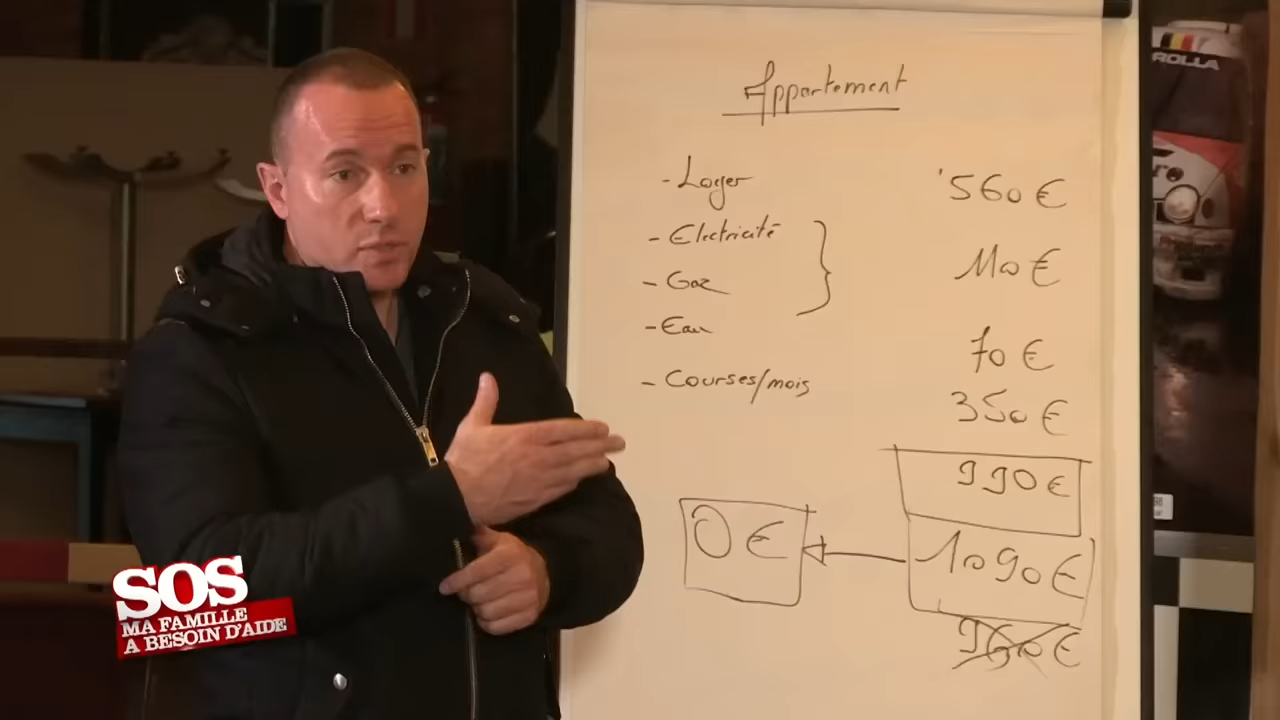 Appartement
- Loyer 560 €
- Electricité
- Gaz 110 €
- Eau 70 €
- Courses/mois 350 €
990 €
0 € 1090 €
960 €
ROLLA
SOS
MA FAMILLE
A BESOIN D'AIDE